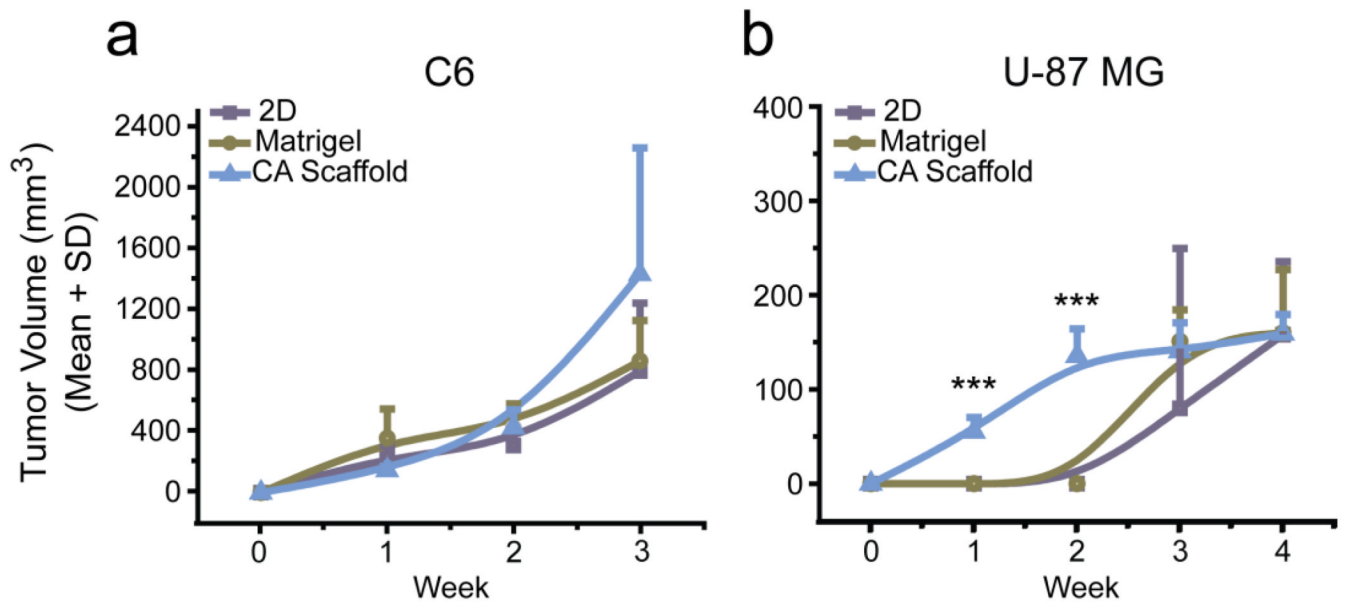 a
C6
2D
Matrigel
CA Scaffold
2400
2000
1600
1200
800
400
0
0 1 2 3
Week
Tumor Volume (mm³)
(Mean + SD)
b
U-87 MG
2D
Matrigel
CA Scaffold
400
300
200
100
0
***
***
0 1 2 3 4
Week